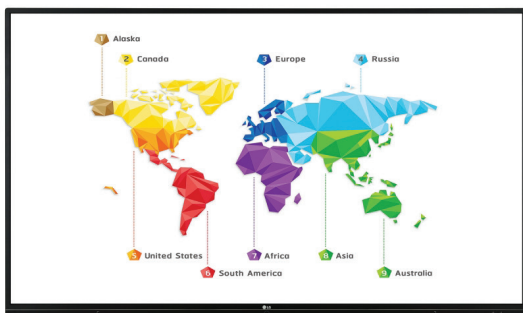 1 Alaska
2 Canada
3 Europe
4 Russia
5 United States
6 South America
7 Africa
8 Asia
9 Australia
LG